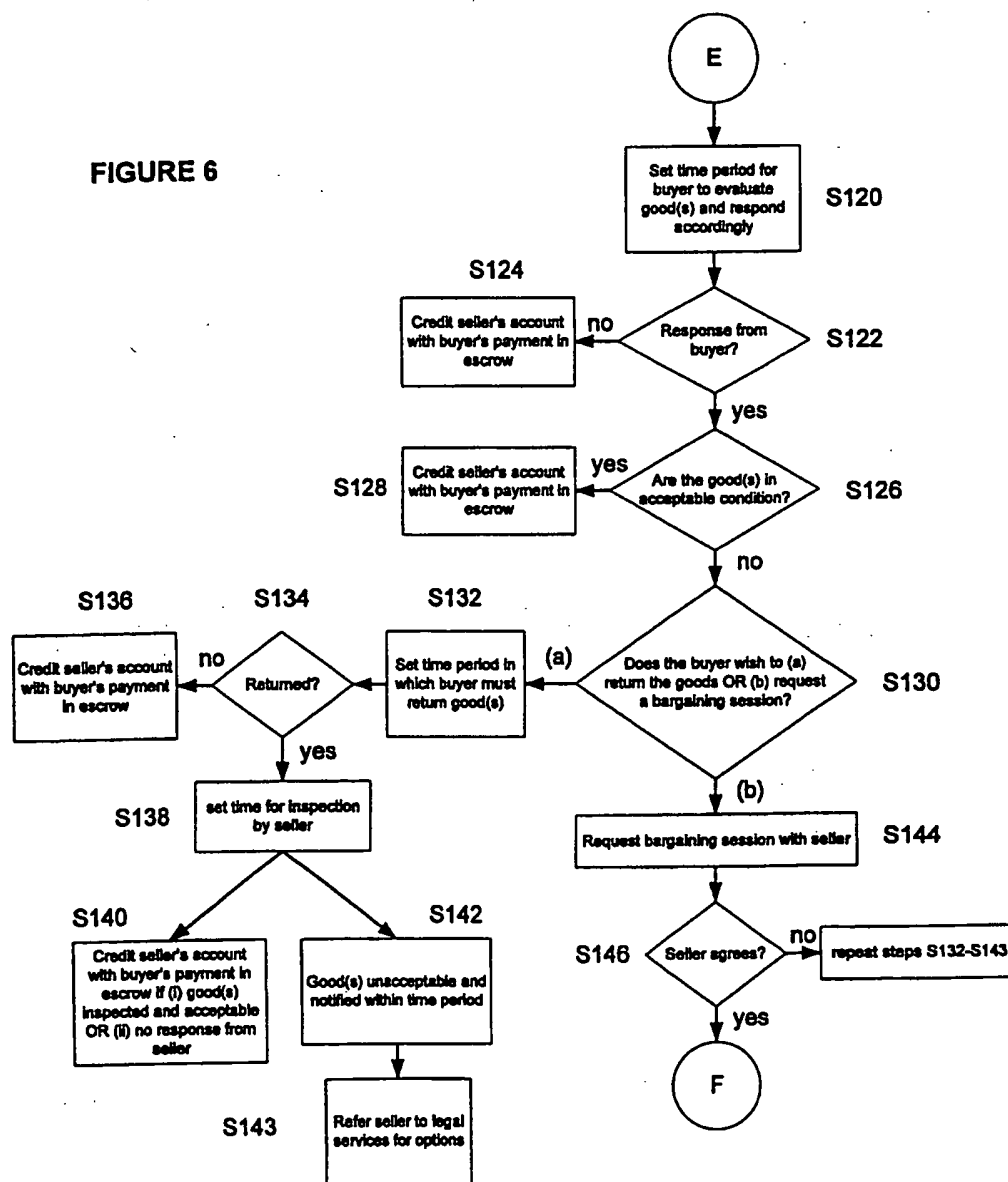 E
FIGURE 6
Set time period for
buyer to evaluate
good(s) and respond
accordingly
S120
S124
Credit seller's account
with buyer's payment in
escrow
no
Response from
buyer?
S122
yes
S128
Credit seller's account
with buyer's payment in
escrow
yes
Are the good(s) in
acceptable condition?
S126
no
S136
S134
S132
Credit seller's account
with buyer's payment
in escrow
no
Returned?
Set time period in
which buyer must
return good(s)
(a)
Does the buyer wish to (a)
return the goods OR (b) request
a bargaining session?
S130
yes
(b)
S138
set time for inspection
by seller
Request bargaining session with seller
S144
S140
Credit seller's account
with buyer's payment in
escrow if (i) good(s)
inspected and acceptable
OR (ii) no response from
seller
S142
Good(s) unacceptable and
notified within time period
S146
Seller agrees?
no
repeat steps S132-S143
yes
F
S143
Refer seller to legal
services for options